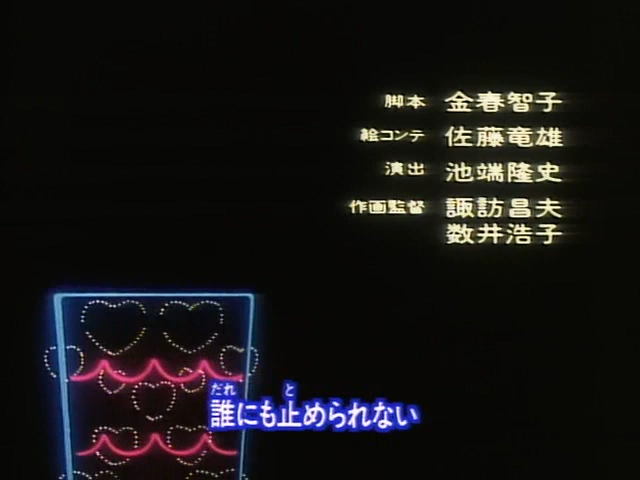 脚本 金春智子
絵コンテ 佐藤竜雄
演出 池端隆史
作画監督 諏訪昌夫
数井浩子
だれ と
誰にも止められない